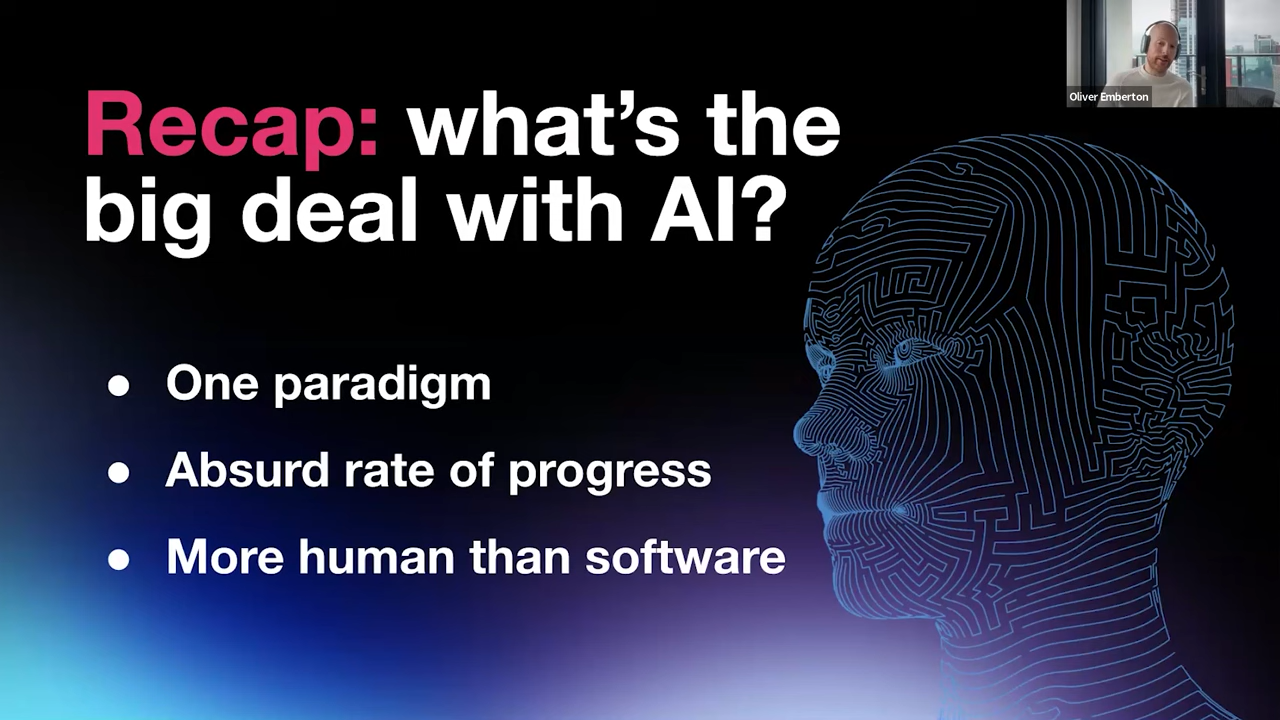 Recap: what's the
big deal with AI?
● One paradigm
● Absurd rate of progress
● More human than software
Oliver Emberton